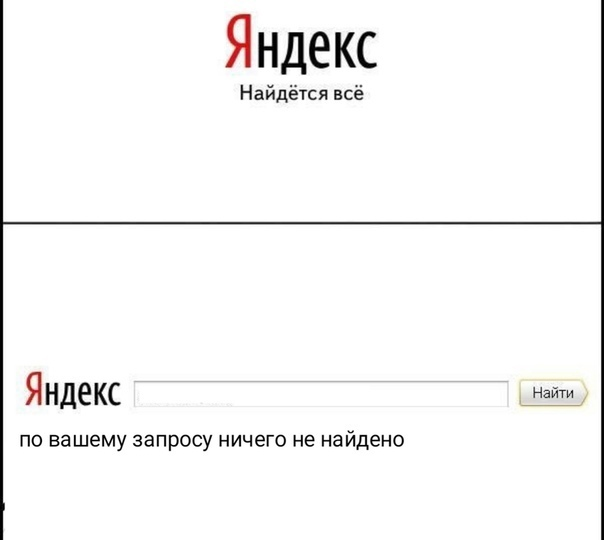 Яндекс
Найдётся всё
Яндекс
Найти
по вашему запросу ничего не найдено